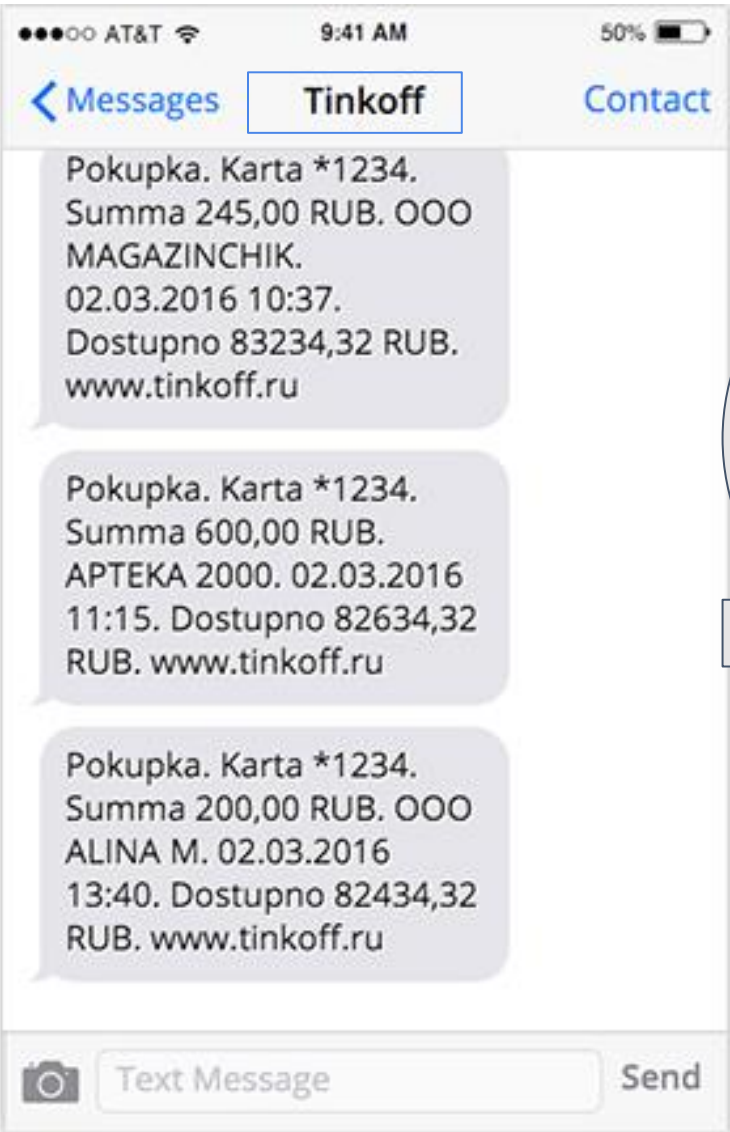 AT&T 9:41 AM 50%
Messages Tinkoff Contact
Pokupka. Karta *1234.
Summa 245,00 RUB. OOO
MAGAZINCHIK.
02.03.2016 10:37.
Dostupno 83234,32 RUB.
www.tinkoff.ru
Pokupka. Karta *1234.
Summa 600,00 RUB.
APTEKA 2000. 02.03.2016
11:15. Dostupno 82634,32
RUB. www.tinkoff.ru
Pokupka. Karta *1234.
Summa 200,00 RUB. OOO
ALINA M. 02.03.2016
13:40. Dostupno 82434,32
RUB. www.tinkoff.ru
Text Message Send